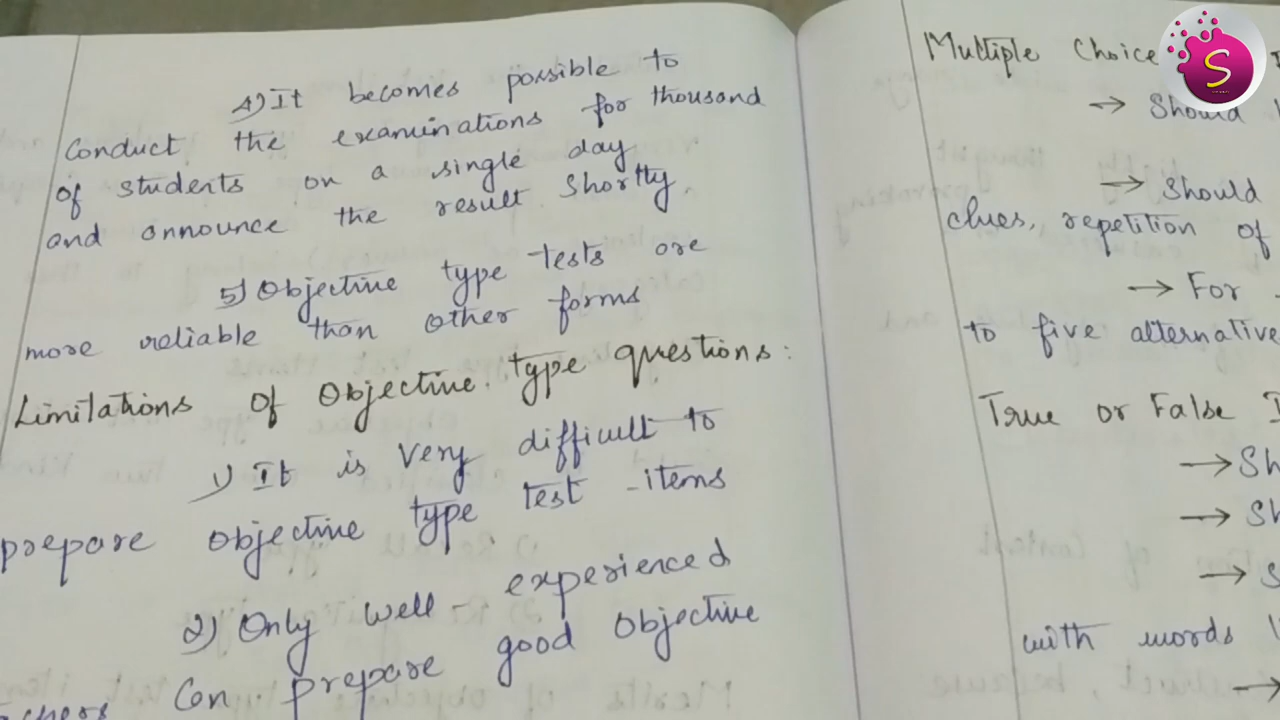 4) It becomes possible to
Conduct the examinations for thousand
of students on a single day
and announce the result shortly.
5) Objective type tests are
more reliable than other forms
Limitations of Objective type questions:
1) It is very difficult to
prepare objective type test items
2) Only well experienced
can prepare good objective
Multiple Choice
→ Should
→ Should
clues, repetition of
→ For
to five alternative
True or False
→ Sh
→ Sh
→ S
with words
→
S